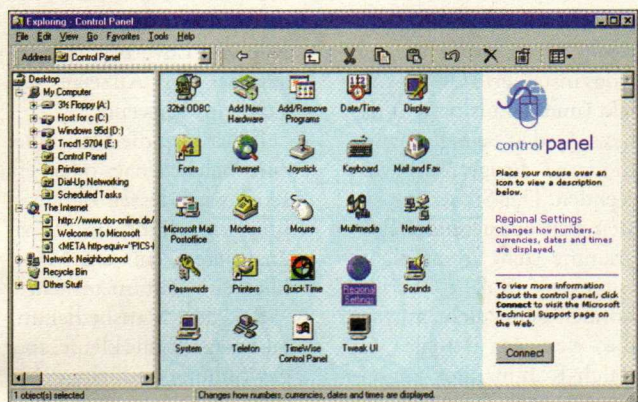 Exploring - Control Panel
File Edit View Go Favorites Tools Help
Address Control Panel
Desktop
My Computer
3½ Floppy (A:)
Host for c (C:)
Windows 95d (D:)
Tncd1-9704 (E:)
Control Panel
Printers
Dial-Up Networking
Scheduled Tasks
The Internet
http://www.dos-online.de/
Welcome To Microsoft
<META http-equiv="PICS-l
Network Neighborhood
Recycle Bin
Other Stuff
32bit ODBC
Add New
Hardware
Add/Remove
Programs
Date/Time
Display
Fonts
Internet
Joystick
Keyboard
Mail and Fax
Microsoft Mail
Postoffice
Modems
Mouse
Multimedia
Network
Passwords
Printers
QuickTime
Regional
Settings
Sounds
System
Telefon
TimeWise
Control Panel
Tweak UI
control panel
Place your mouse over an
icon to view a description
below.
Regional Settings
Changes how numbers,
currencies, dates and times
are displayed.
To view more information
about the control panel, click
Connect to visit the Microsoft
Technical Support page on
the Web.
Connect
1 object(s) selected
Changes how numbers, currencies, dates and times are displayed.